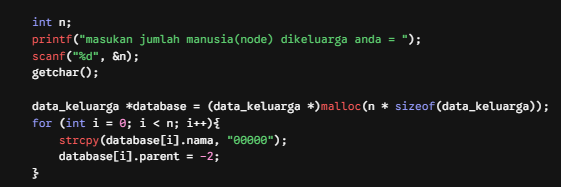 int n;
printf("masukan jumlah manusia(node) dikeluarga anda = ");
scanf("%d", &n);
getchar();
data_keluarga *database = (data_keluarga *)malloc(n * sizeof(data_keluarga));
for (int i = 0; i < n; i++){
strcpy(database[i].nama, "00000");
database[i].parent = -2;
}